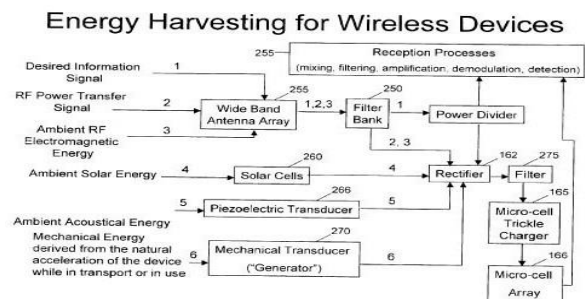 Energy Harvesting for Wireless Devices
255
Reception Processes
(mixing, filtering, amplification, demodulation, detection)
Desired Information
Signal
1
255
250
RF Power Transfer
Signal
2
Wide Band
Antenna Array
1,2,3
Filter
Bank
1
Power Divider
Ambient RF
Electromagnetic
Energy
3
2, 3
260
162
275
Ambient Solar Energy
4
Solar Cells
4
Rectifier
Filter
266
165
5
Piezoelectric Transducer
5
Ambient Acoustical Energy
Micro-cell
Trickle
Charger
Mechanical Energy
derived from the natural
acceleration of the device
while in transport or in use
270
6
Mechanical Transducer
("Generator")
6
166
Micro-cell
Array